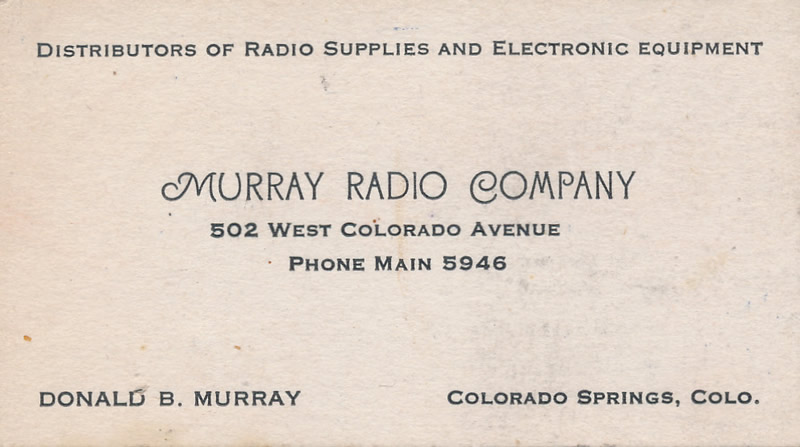 Distributors of Radio Supplies and Electronic equipment
Murray Radio Company
502 West Colorado Avenue
Phone Main 5946
DONALD B. MURRAY
Colorado Springs, Colo.